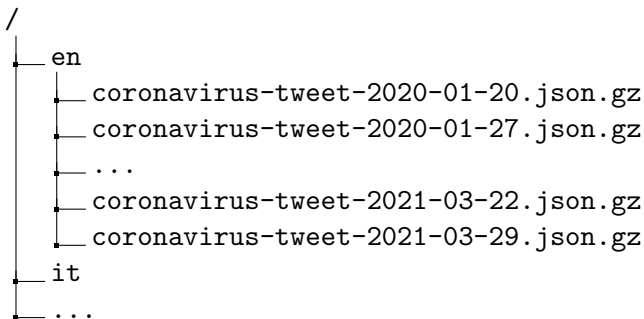 /
en
coronavirus-tweet-2020-01-20.json.gz
coronavirus-tweet-2020-01-27.json.gz
...
coronavirus-tweet-2021-03-22.json.gz
coronavirus-tweet-2021-03-29.json.gz
it
...